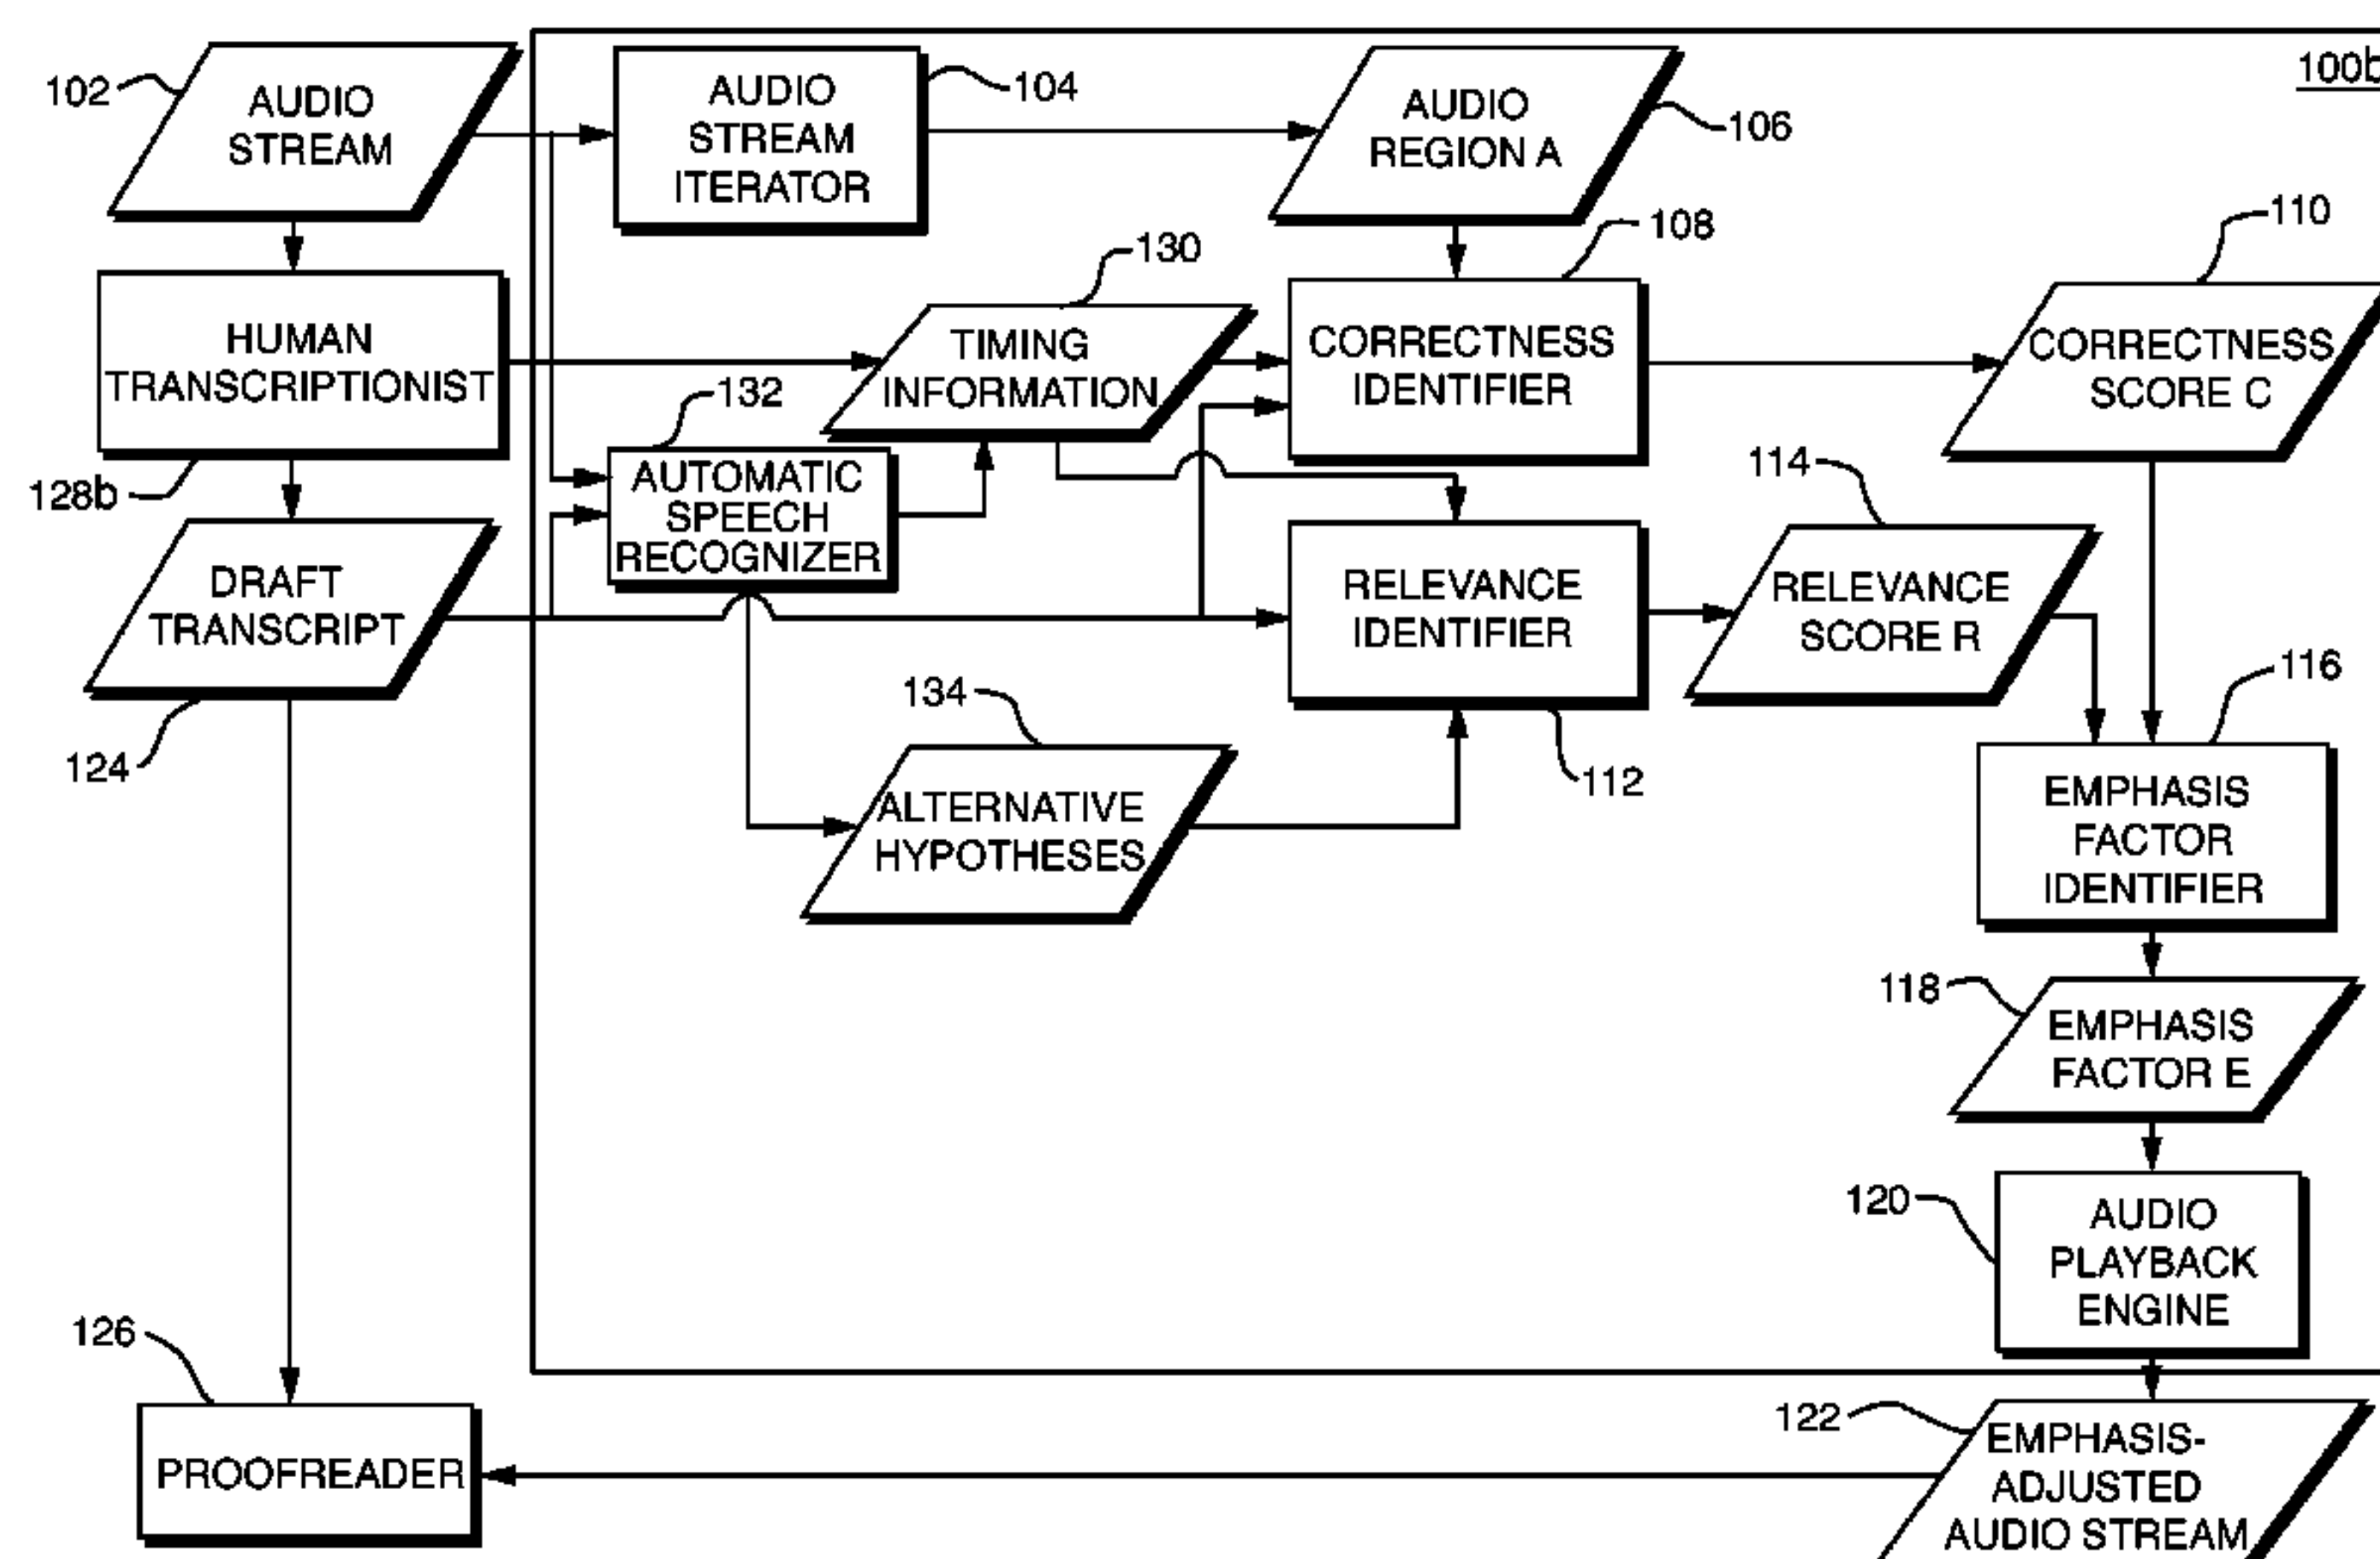 100b
102
AUDIO
STREAM
AUDIO
STREAM
ITERATOR
104
AUDIO
REGION A
106
108
110
130
HUMAN
TRANSCRIPTIONIST
128b
TIMING
INFORMATION
CORRECTNESS
IDENTIFIER
CORRECTNESS
SCORE C
132
AUTOMATIC
SPEECH
RECOGNIZER
114
DRAFT
TRANSCRIPT
124
RELEVANCE
IDENTIFIER
112
RELEVANCE
SCORE R
116
134
ALTERNATIVE
HYPOTHESES
EMPHASIS
FACTOR
IDENTIFIER
118
EMPHASIS
FACTOR E
120
AUDIO
PLAYBACK
ENGINE
126
PROOFREADER
122
EMPHASIS-
ADJUSTED
AUDIO STREAM